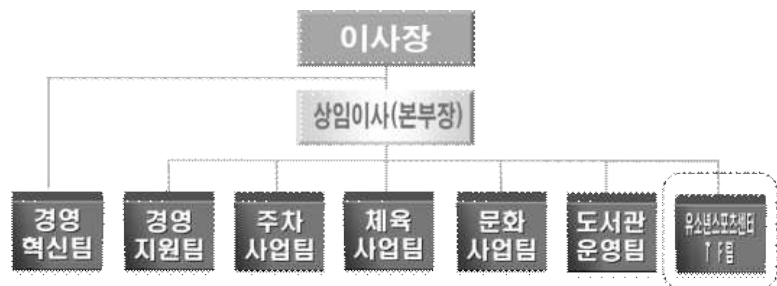 이사장
상임이사(본부장)
경영
혁신팀
경영
지원팀
주차
사업팀
체육
사업팀
문화
사업팀
도서관
운영팀
유소년스포츠센터
T F팀